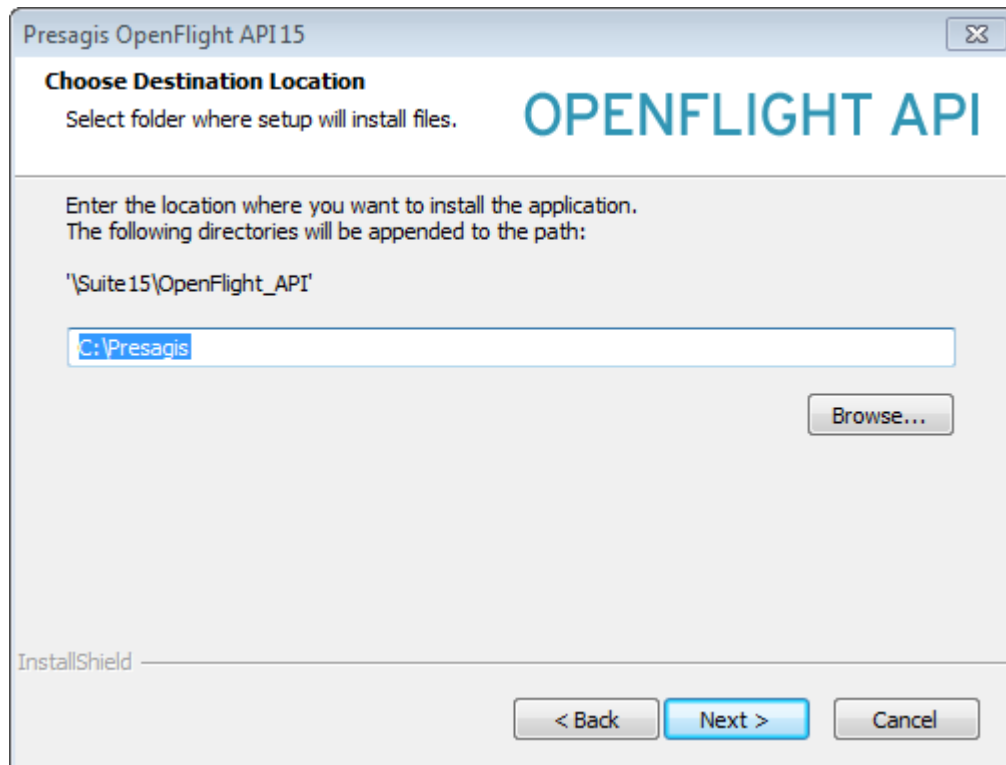 Presagis OpenFlight API 15
Choose Destination Location
Select folder where setup will install files.
OPENFLIGHT API
Enter the location where you want to install the application.
The following directories will be appended to the path:
'\Suite15\OpenFlight_API'
C:\Presagis
Browse...
InstallShield
< Back
Next >
Cancel